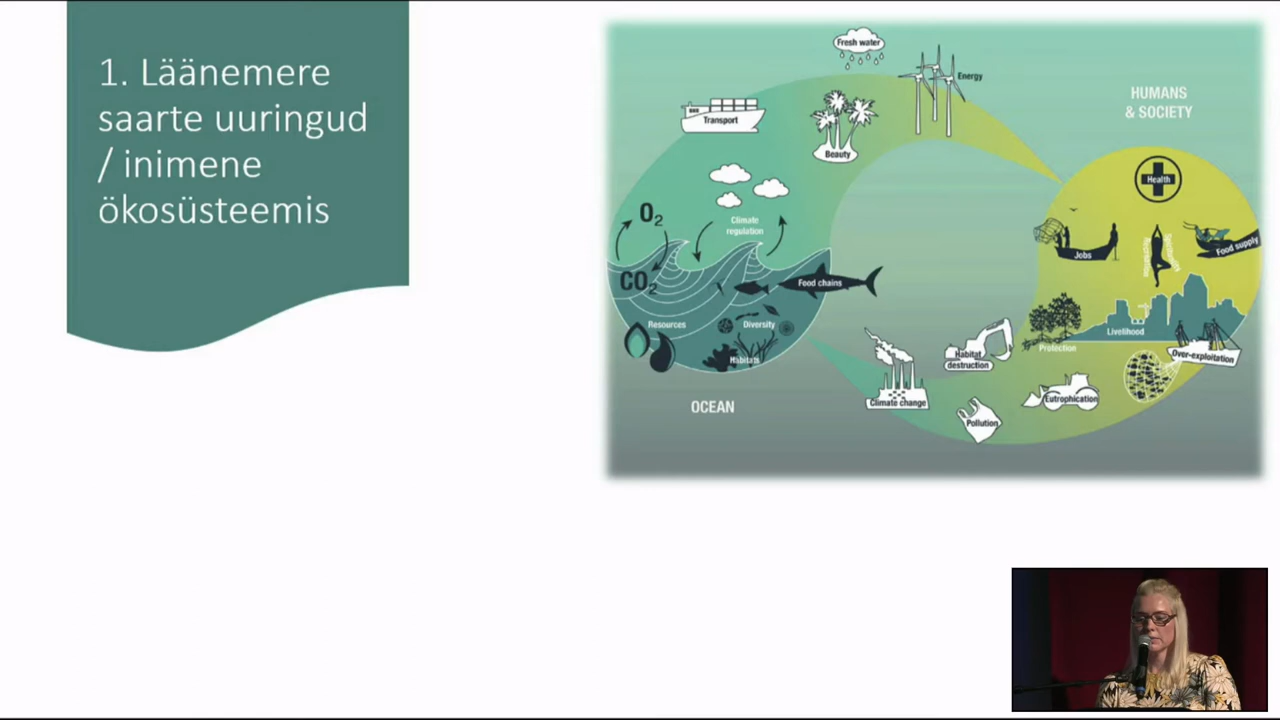 1. Läänemere
saarte uuringud
/ inimene
ökosüsteemis
Fresh water
Energy
HUMANS
& SOCIETY
Transport
Beauty
Health
O2
Climate
regulation
Jobs
Food supply
CO2
Food chains
Resources
Diversity
Habitats
Livelihood
Protection
Over-exploitation
Habitat
destruction
Climate change
Eutrophication
Pollution
OCEAN